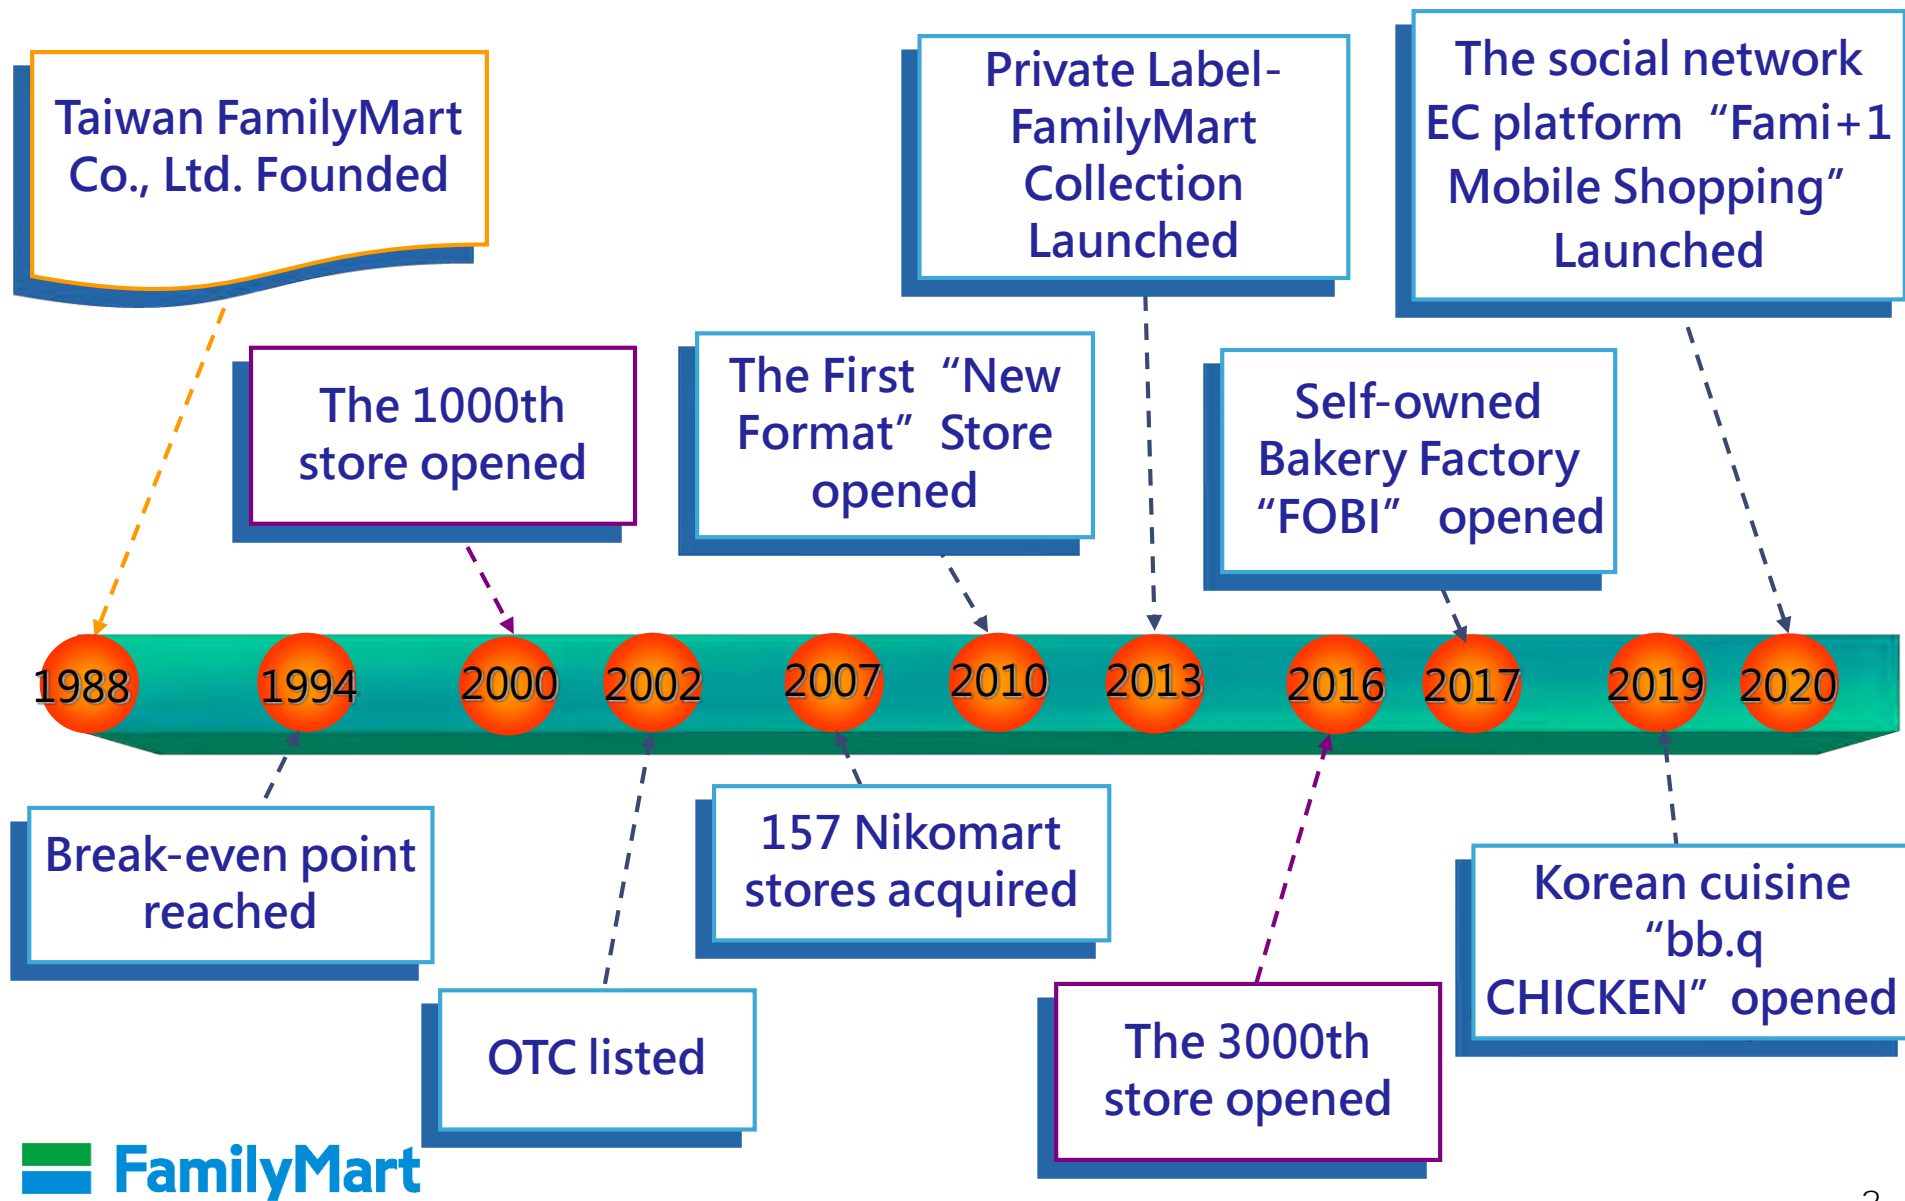 Taiwan FamilyMart
Co., Ltd. Founded
The 1000th
store opened
The First “New
Format” Store
opened
Private Label-
FamilyMart
Collection
Launched
Self-owned
Bakery Factory
“FOBI” opened
The social network
EC platform “Fami+1
Mobile Shopping”
Launched
1988
1994
2000
2002
2007
2010
2013
2016
2017
2019
2020
Break-even point
reached
OTC listed
157 Nikomart
stores acquired
The 3000th
store opened
Korean cuisine
“bb.q
CHICKEN” opened
FamilyMart